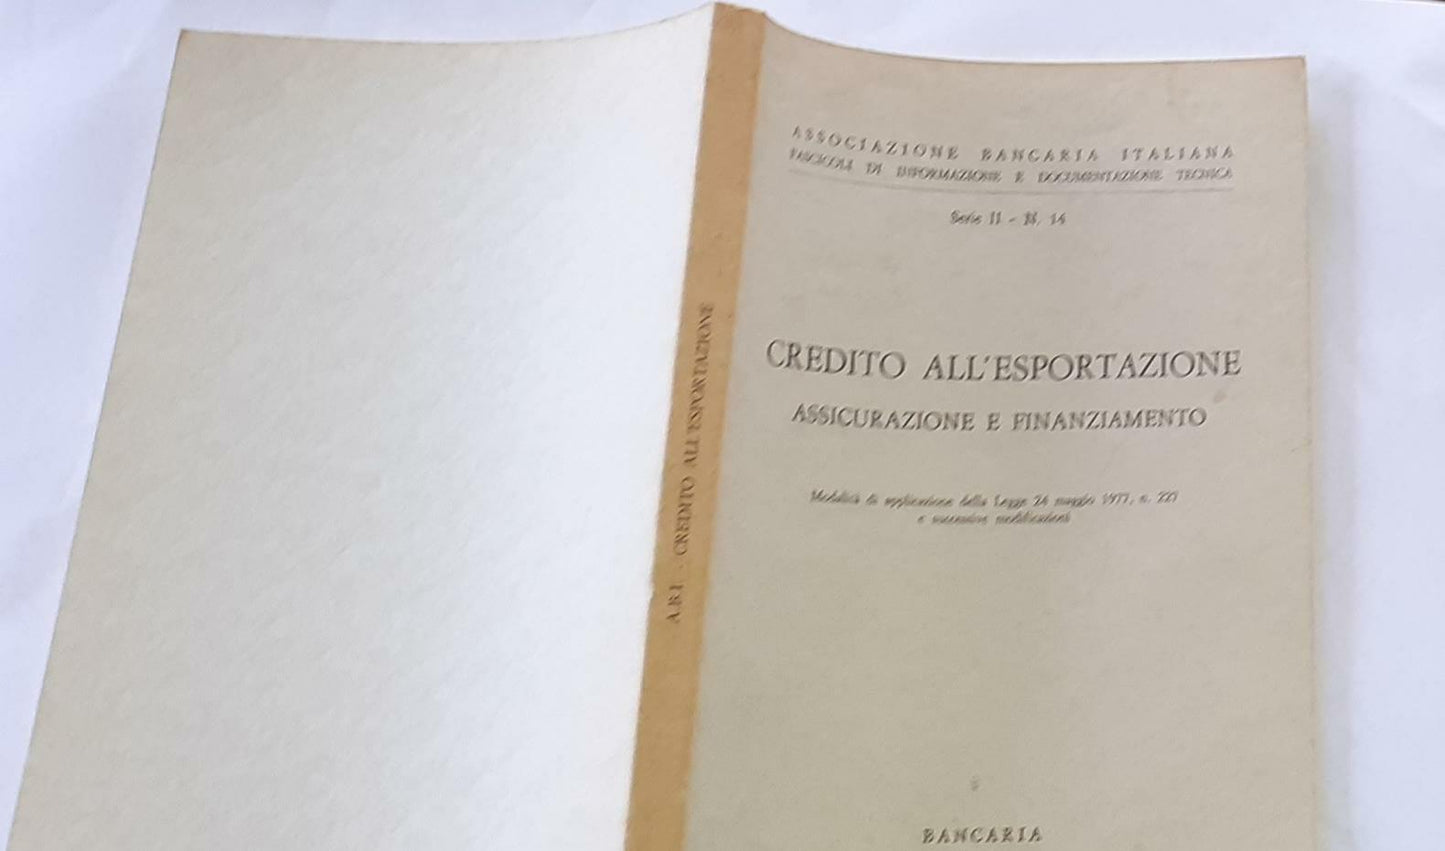 A.B.I. - CREDITO ALL'ESPORTAZIONE
ASSOCIAZIONE BANCARIA ITALIANA
FASCICOLI DI INFORMAZIONE E DOCUMENTAZIONE TECNICA
Serie II - N. 14
CREDITO ALL'ESPORTAZIONE
ASSICURAZIONE E FINANZIAMENTO
Modalità di applicazione della Legge 24 maggio 1977, n. 227
e successive modificazioni
BANCARIA